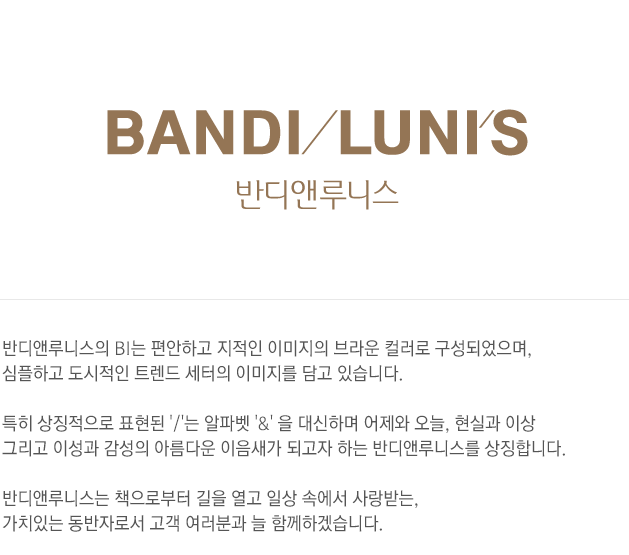 BANDI/LUNI'S
반디앤루니스
반디앤루니스의 BI는 편안하고 지적인 이미지의 브라운 컬러로 구성되었으며,
심플하고 도시적인 트렌드 세터의 이미지를 담고 있습니다.
특히 상징적으로 표현된 '/'는 알파벳 '&' 을 대신하며 어제와 오늘, 현실과 이상
그리고 이성과 감성의 아름다운 이음새가 되고자 하는 반디앤루니스를 상징합니다.
반디앤루니스는 책으로부터 길을 열고 일상 속에서 사랑받는,
가치있는 동반자로서 고객 여러분과 늘 함께하겠습니다.